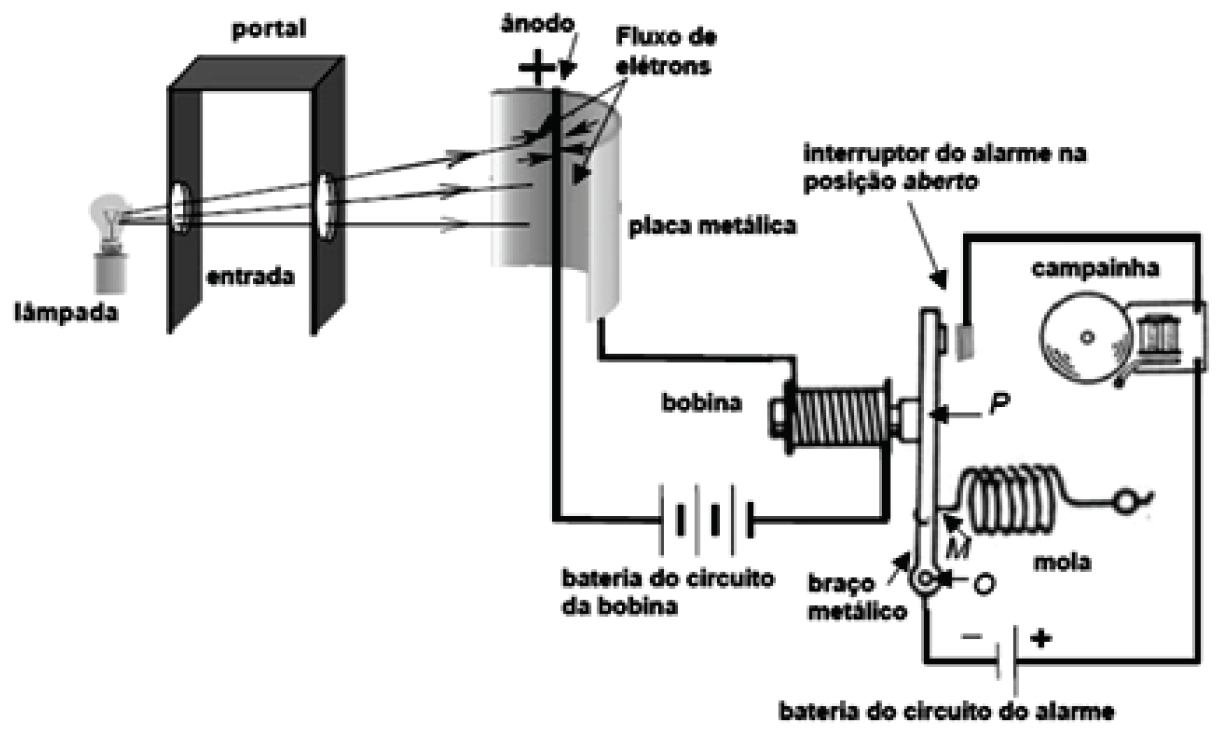 portal
ânodo
+
Fluxo de
elétrons
interruptor do alarme na
posição aberto
placa metálica
campainha
entrada
lâmpada
bobina
P
M
mola
bateria do circuito
da bobina
braço
metálico
O
– +
bateria do circuito do alarme